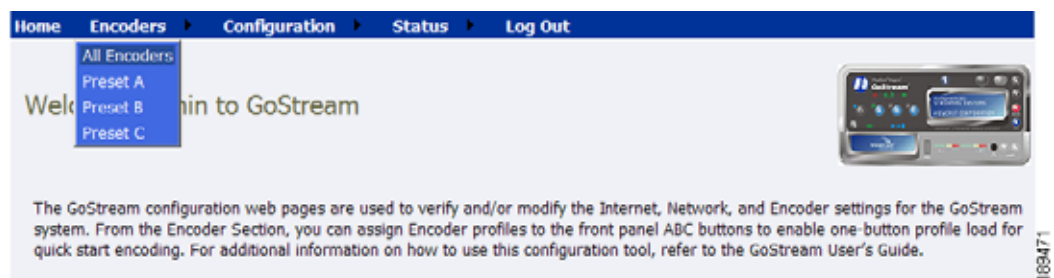 Home Encoders Configuration Status Log Out
All Encoders
Preset A
Preset B
Preset C
to GoStream
GoStream
The GoStream configuration web pages are used to verify and/or modify the Internet, Network, and Encoder settings for the GoStream
system. From the Encoder Section, you can assign Encoder profiles to the front panel ABC buttons to enable one-button profile load for
quick start encoding. For additional information on how to use this configuration tool, refer to the GoStream User's Guide.
189471